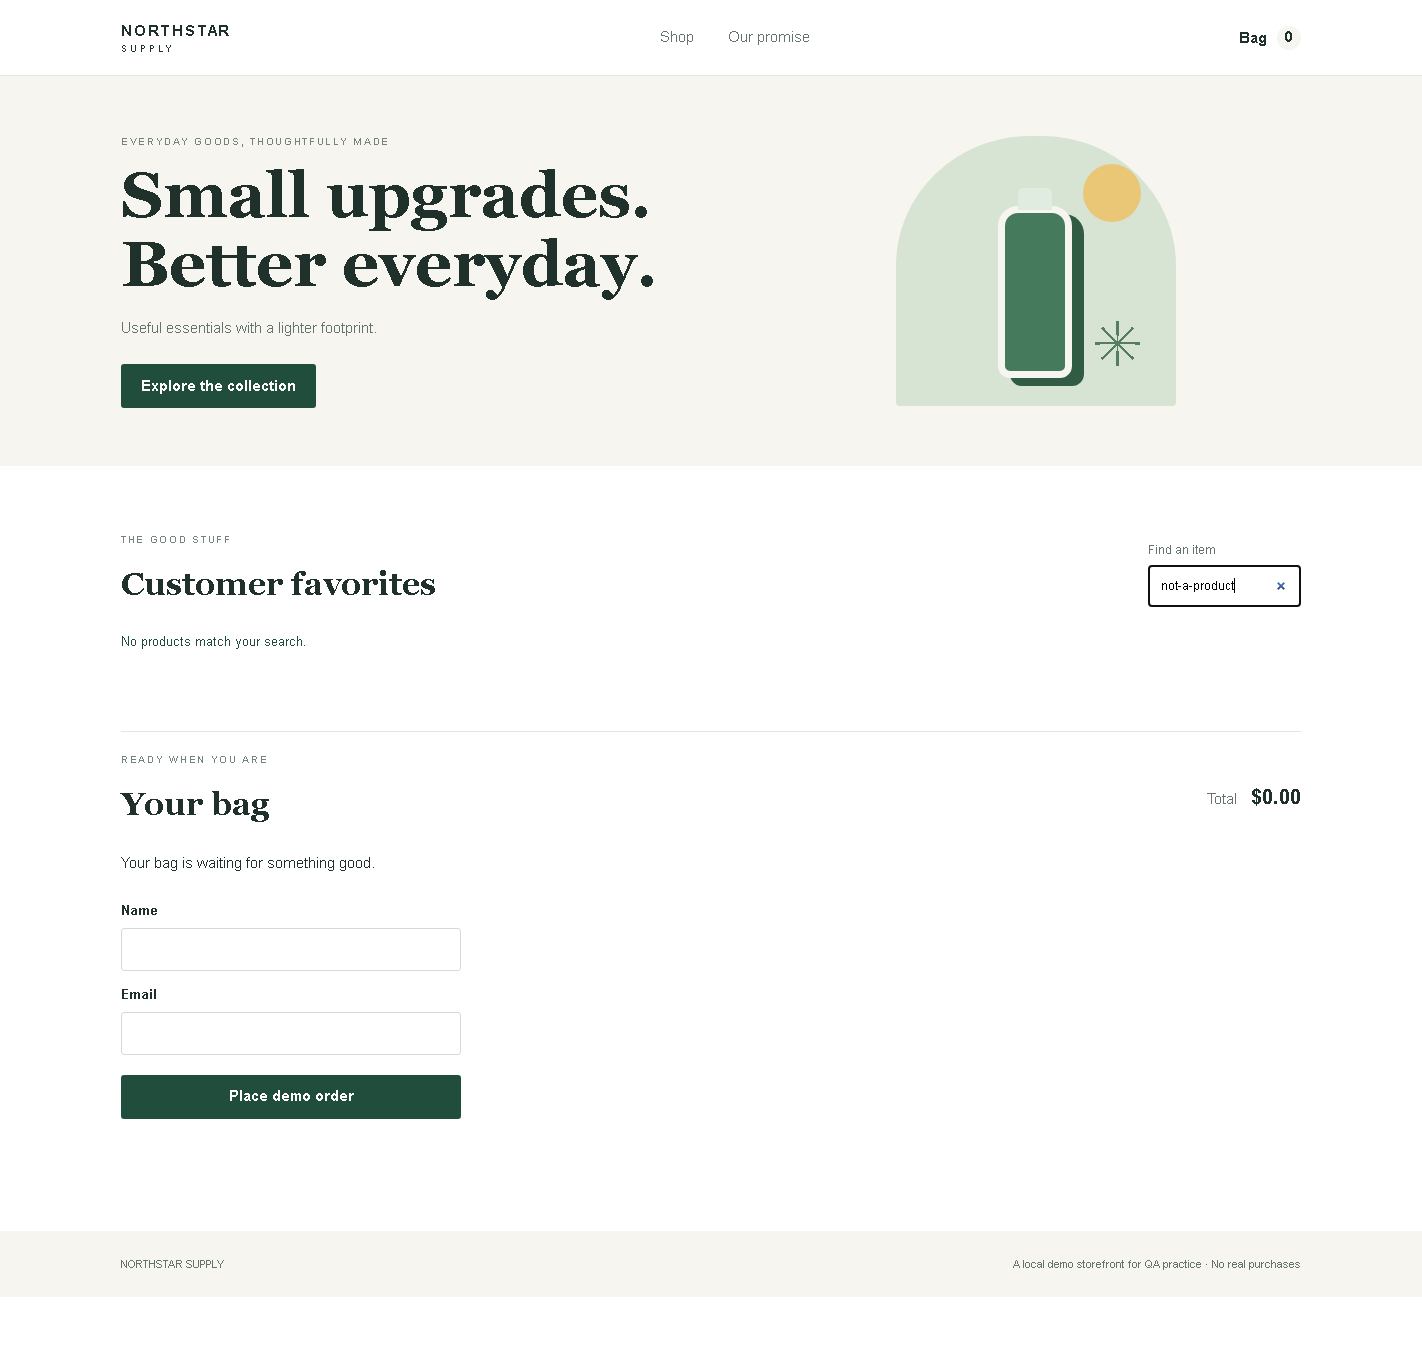 NORTHSTAR
SUPPLY
Shop
Our promise
Bag 0
EVERYDAY GOODS, THOUGHTFULLY MADE
Small upgrades.
Better everyday.
Useful essentials with a lighter footprint.
Explore the collection
THE GOOD STUFF
Customer favorites
Find an item
not-a-product
No products match your search.
READY WHEN YOU ARE
Your bag
Total $0.00
Your bag is waiting for something good.
Name
Email
Place demo order
NORTHSTAR SUPPLY
A local demo storefront for QA practice · No real purchases